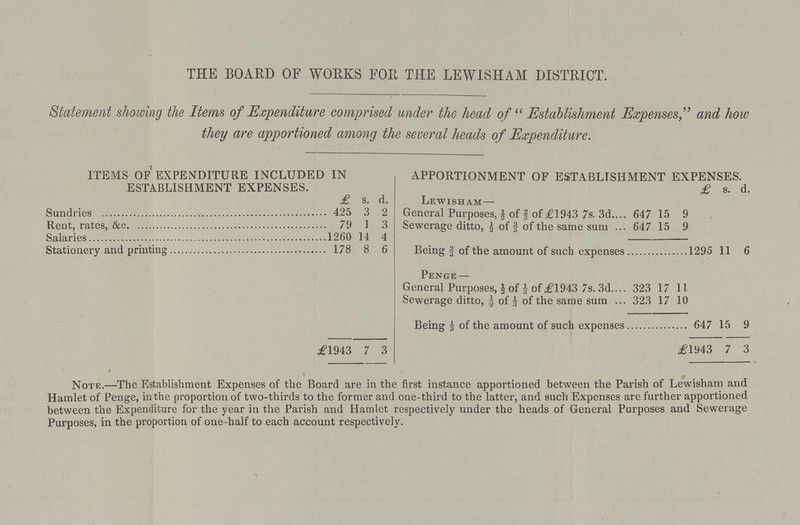 THE BOARD OF WORKS FOR THE LEWISHAM DISTRICT.
Statement showing the Items of Expenditure comprised under the head of “ Establishment Expenses,” and how
they are apportioned among the several heads of Expenditure.
ITEMS OF EXPENDITURE INCLUDED IN
ESTABLISHMENT EXPENSES.
£ s. d.
Sundries ........ 425 3 2
Rent, rates, &c. ........ 79 1 3
Salaries ........ 1260 14 4
Stationery and printing ........ 178 8 6
£1943 7 3
APPORTIONMENT OF ESTABLISHMENT EXPENSES.
£ s. d.
LEWISHAM—
General Purposes, ½ of ⅔ of £1943 7s. 3d.... 647 15 9
Sewerage ditto, ½ of ⅔ of the same sum ... 647 15 9
Being ⅔ of the amount of such expenses ........ 1295 11 6
PENGE—
General Purposes, ½ of ⅓ of £1943 7s. 3d.... 323 17 11
Sewerage ditto, ½ of ⅓ of the same sum ... 323 17 10
Being ⅓ of the amount of such expenses ........ 647 15 9
£1943 7 3
NOTE.—The Establishment Expenses of the Board are in the first instance apportioned between the Parish of Lewisham and
Hamlet of Penge, in the proportion of two-thirds to the former and one-third to the latter, and such Expenses are further apportioned
between the Expenditure for the year in the Parish and Hamlet respectively under the heads of General Purposes and Sewerage
Purposes, in the proportion of one-half to each account respectively.